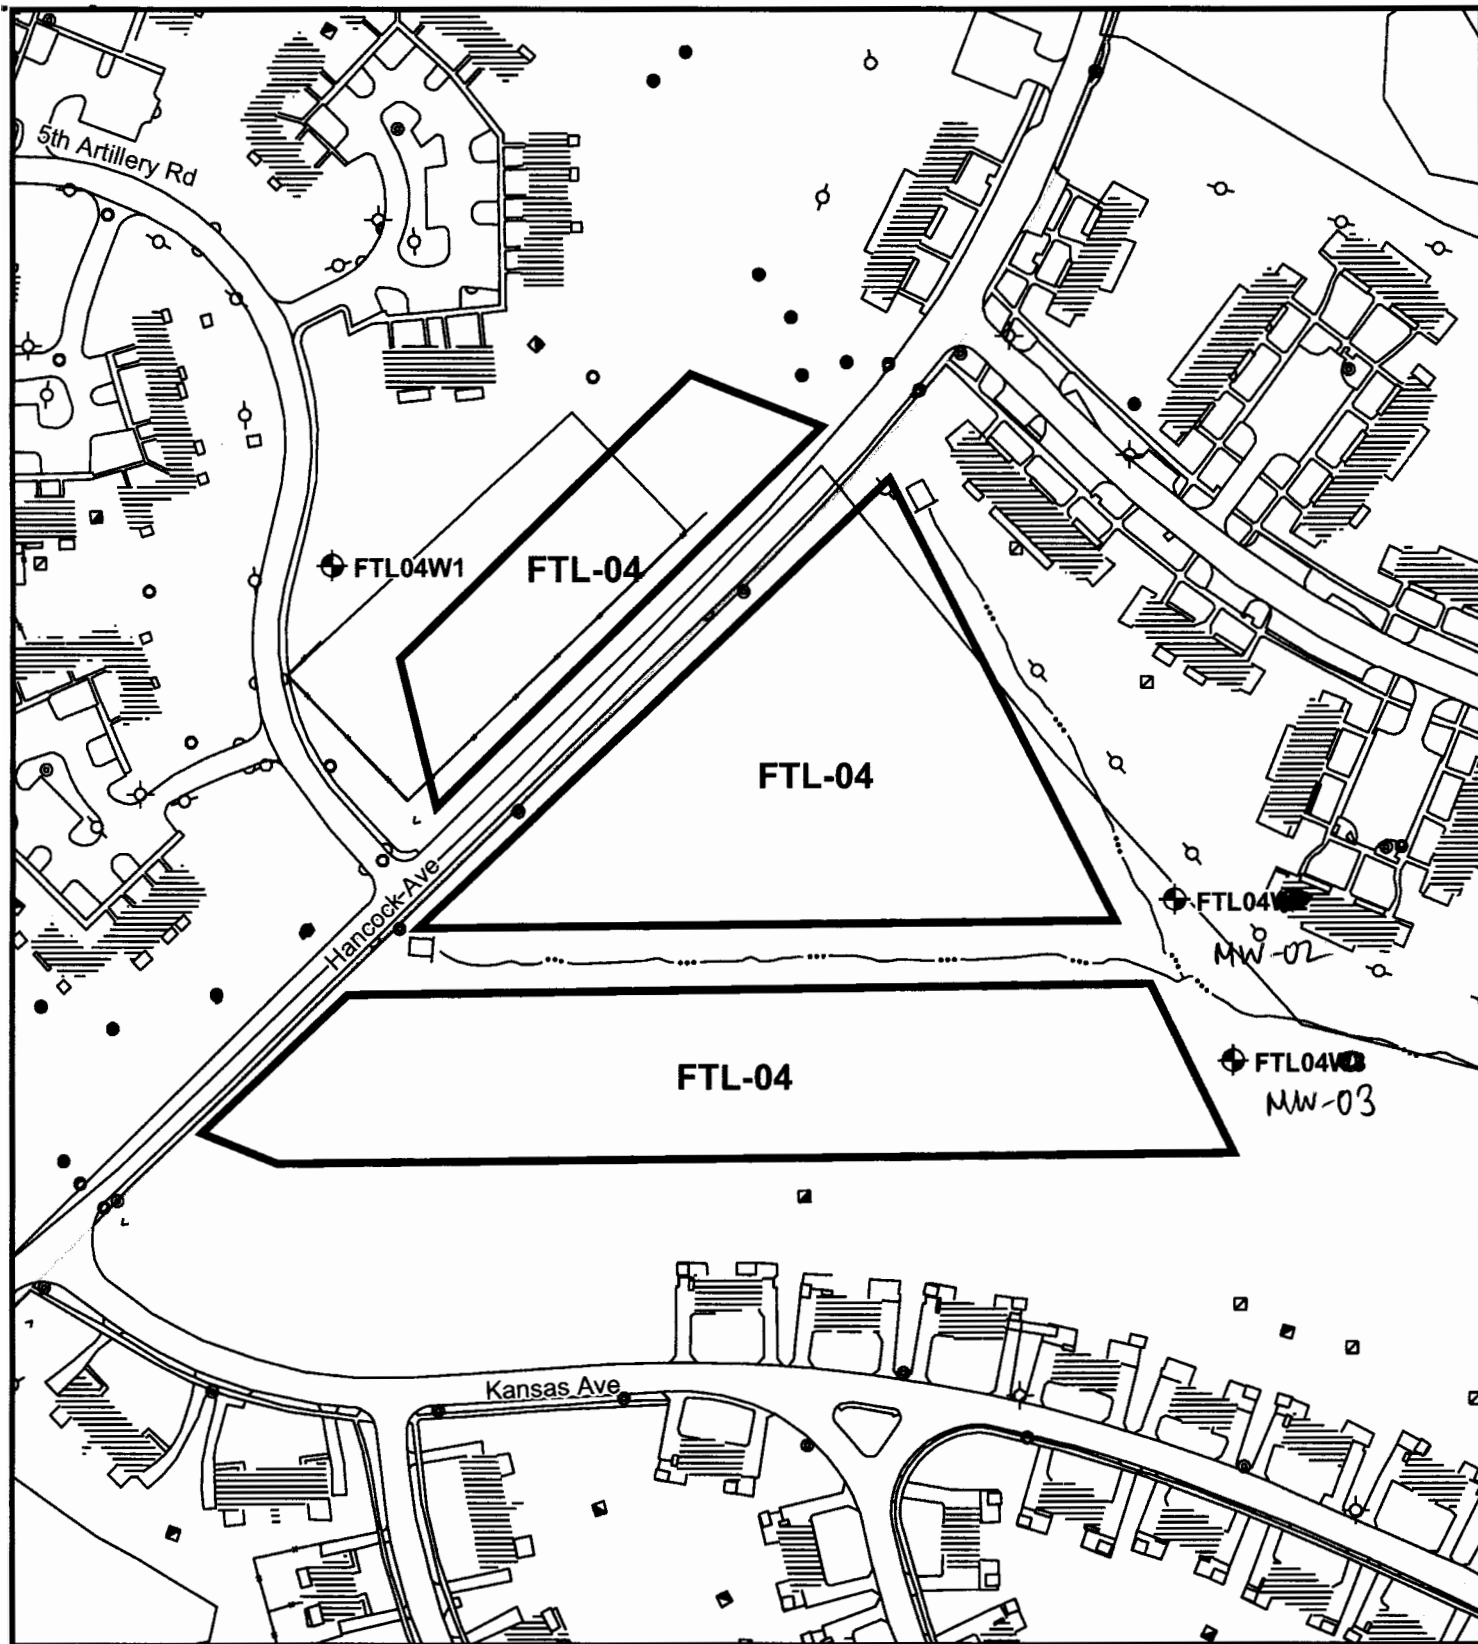 5th Artillery Rd
FTL04W1
FTL-04
FTL-04
Hancock Ave
MW-02
FTL-04
MW-03
Kansas Ave